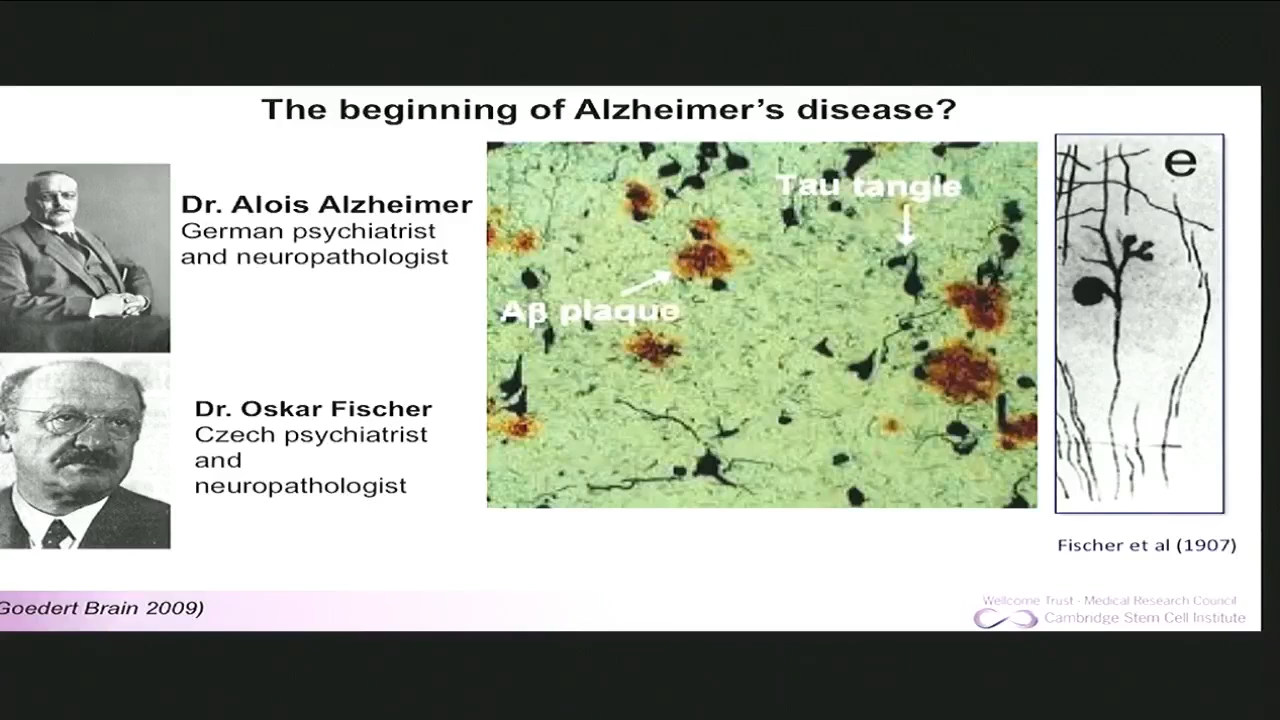 The beginning of Alzheimer's disease?
Dr. Alois Alzheimer
German psychiatrist
and neuropathologist
Dr. Oskar Fischer
Czech psychiatrist
and
neuropathologist
Tau tangle
Aβ plaque
e
Fischer et al (1907)
Goedert Brain 2009)
Wellcome Trust - Medical Research Council
Cambridge Stem Cell Institute